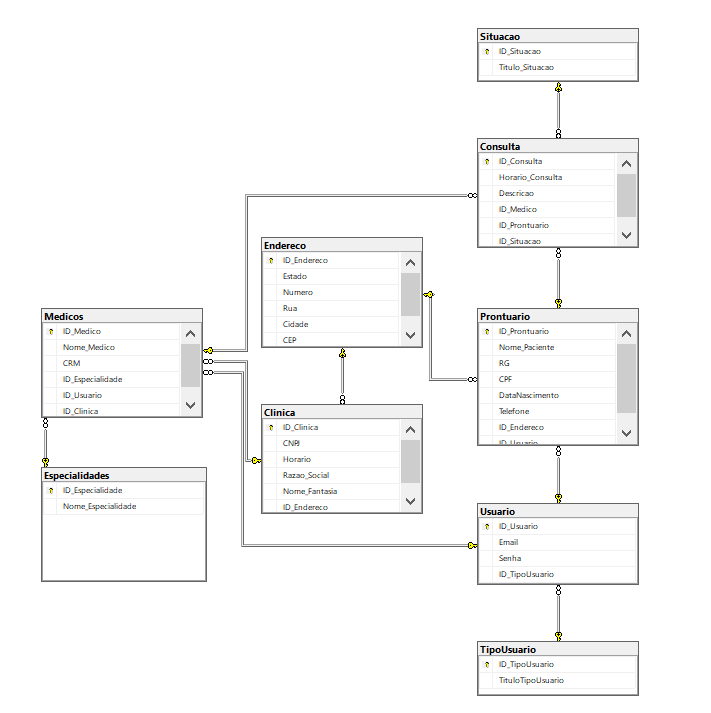 Situacao
ID_Situacao
Titulo_Situacao
Consulta
ID_Consulta
Horario_Consulta
Descricao
ID_Medico
ID_Prontuario
ID_Situacao
Endereco
ID_Endereco
Estado
Numero
Rua
Cidade
CEP
Medicos
ID_Medico
Nome_Medico
CRM
ID_Especialidade
ID_Usuario
ID_Clinica
Prontuario
ID_Prontuario
Nome_Paciente
RG
CPF
DataNascimento
Telefone
ID_Endereco
ID_Usuario
Clinica
ID_Clinica
CNPJ
Horario
Razao_Social
Nome_Fantasia
ID_Endereco
Especialidades
ID_Especialidade
Nome_Especialidade
Usuario
ID_Usuario
Email
Senha
ID_TipoUsuario
TipoUsuario
ID_TipoUsuario
TituloTipoUsuario